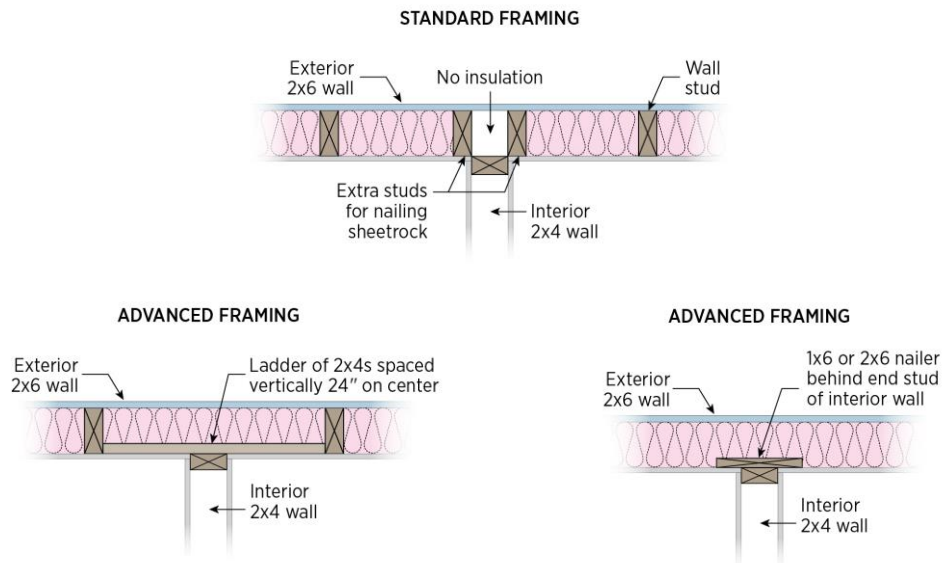 STANDARD FRAMING
Exterior
2x6 wall
No insulation
Wall
stud
Extra studs
for nailing
sheetrock
Interior
2x4 wall
ADVANCED FRAMING
Exterior
2x6 wall
Ladder of 2x4s spaced
vertically 24" on center
Interior
2x4 wall
ADVANCED FRAMING
Exterior
2x6 wall
1x6 or 2x6 nailer
behind end stud
of interior wall
Interior
2x4 wall